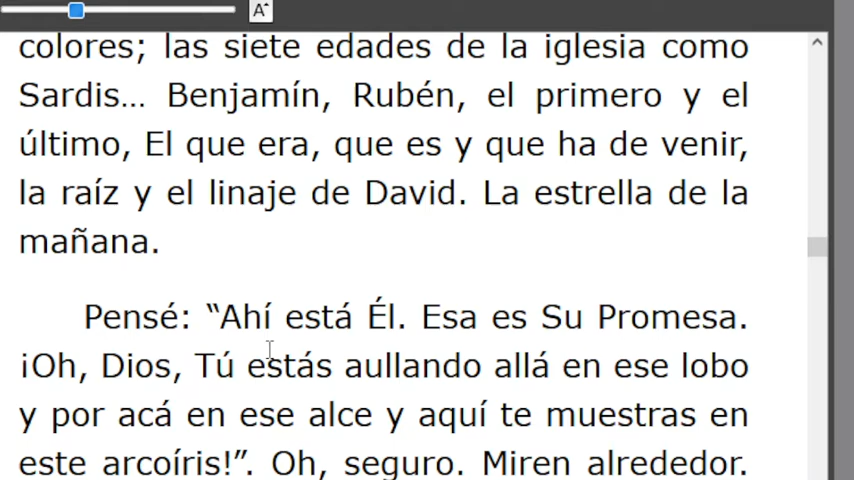 A^
colores; las siete edades de la iglesia como
Sardis... Benjamín, Rubén, el primero y el
último, El que era, que es y que ha de venir,
la raíz y el linaje de David. La estrella de la
mañana.
Pensé: “Ahí está Él. Esa es Su Promesa.
¡Oh, Dios, Tú estás aullando allá en ese lobo
y por acá en ese alce y aquí te muestras en
este arcoíris!”. Oh, seguro. Miren alrededor.